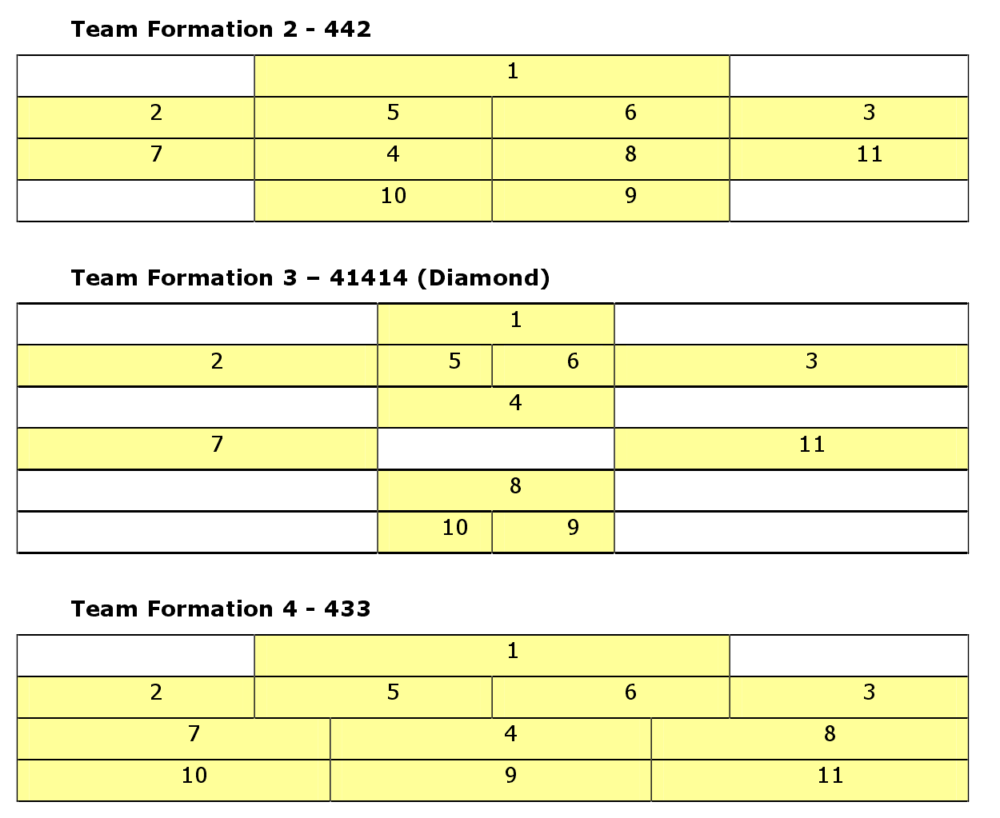 Team Formation 2 - 442
1
2 5 6 3
7 4 8 11
10 9
Team Formation 3 – 41414 (Diamond)
1
2 5 6 3
4
7 11
8
10 9
Team Formation 4 - 433
1
2 5 6 3
7 4 8
10 9 11